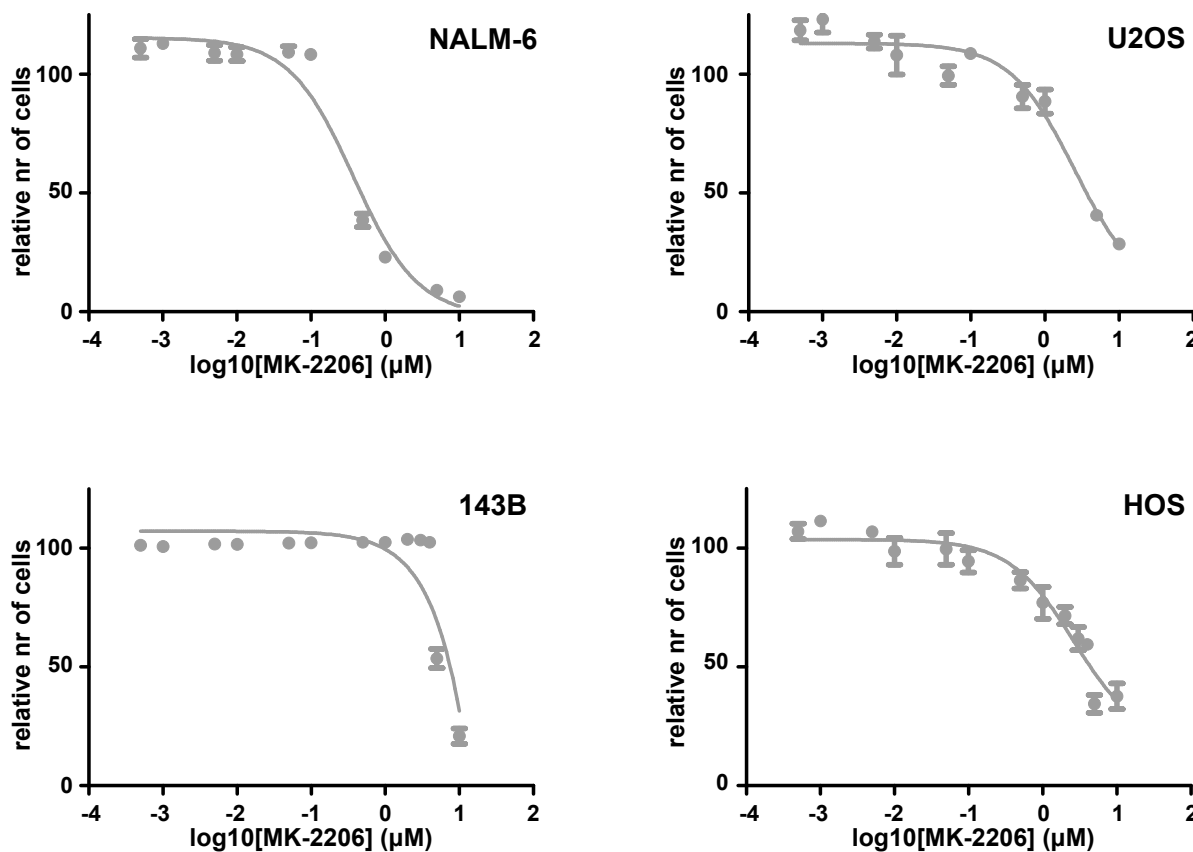 NALM-6
relative nr of cells
100
50
0
-4 -3 -2 -1 0 1 2
log10[MK-2206] (µM)
U2OS
relative nr of cells
100
50
0
-4 -3 -2 -1 0 1 2
log10[MK-2206] (µM)
143B
relative nr of cells
100
50
0
-4 -3 -2 -1 0 1 2
log10[MK-2206] (µM)
HOS
relative nr of cells
100
50
0
-4 -3 -2 -1 0 1 2
log10[MK-2206] (µM)